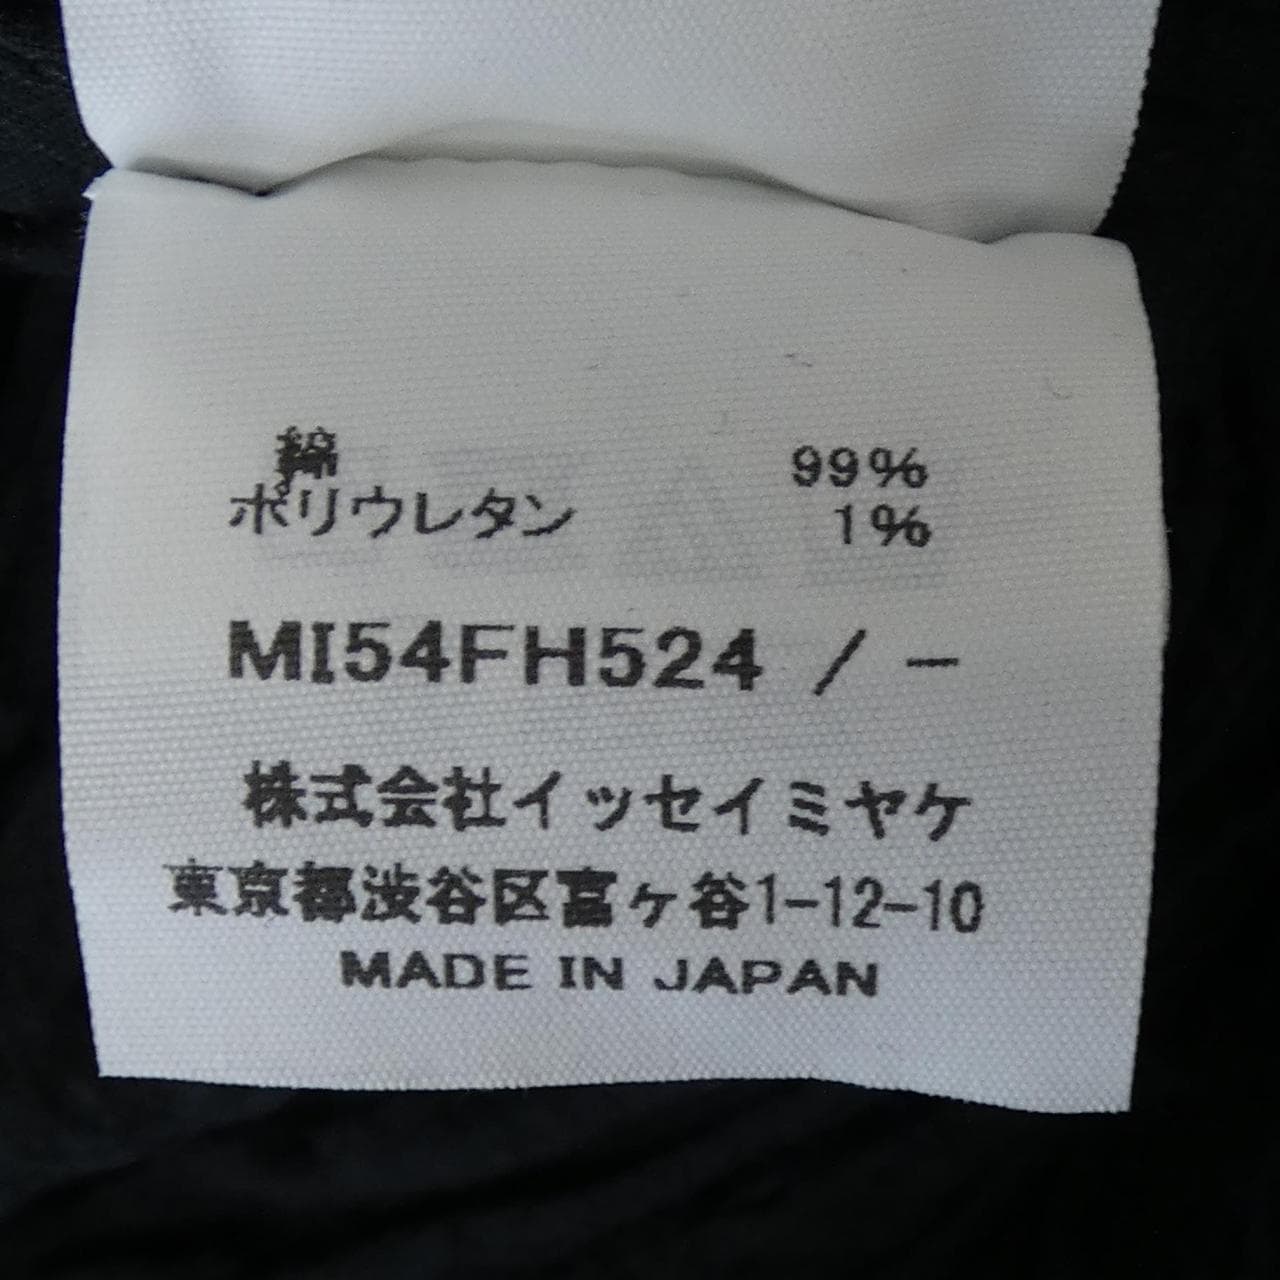 綿 99%
ポリウレタン 1%
MI54FH524 / -
株式会社イッセイミヤケ
東京都渋谷区富ヶ谷1-12-10
MADE IN JAPAN